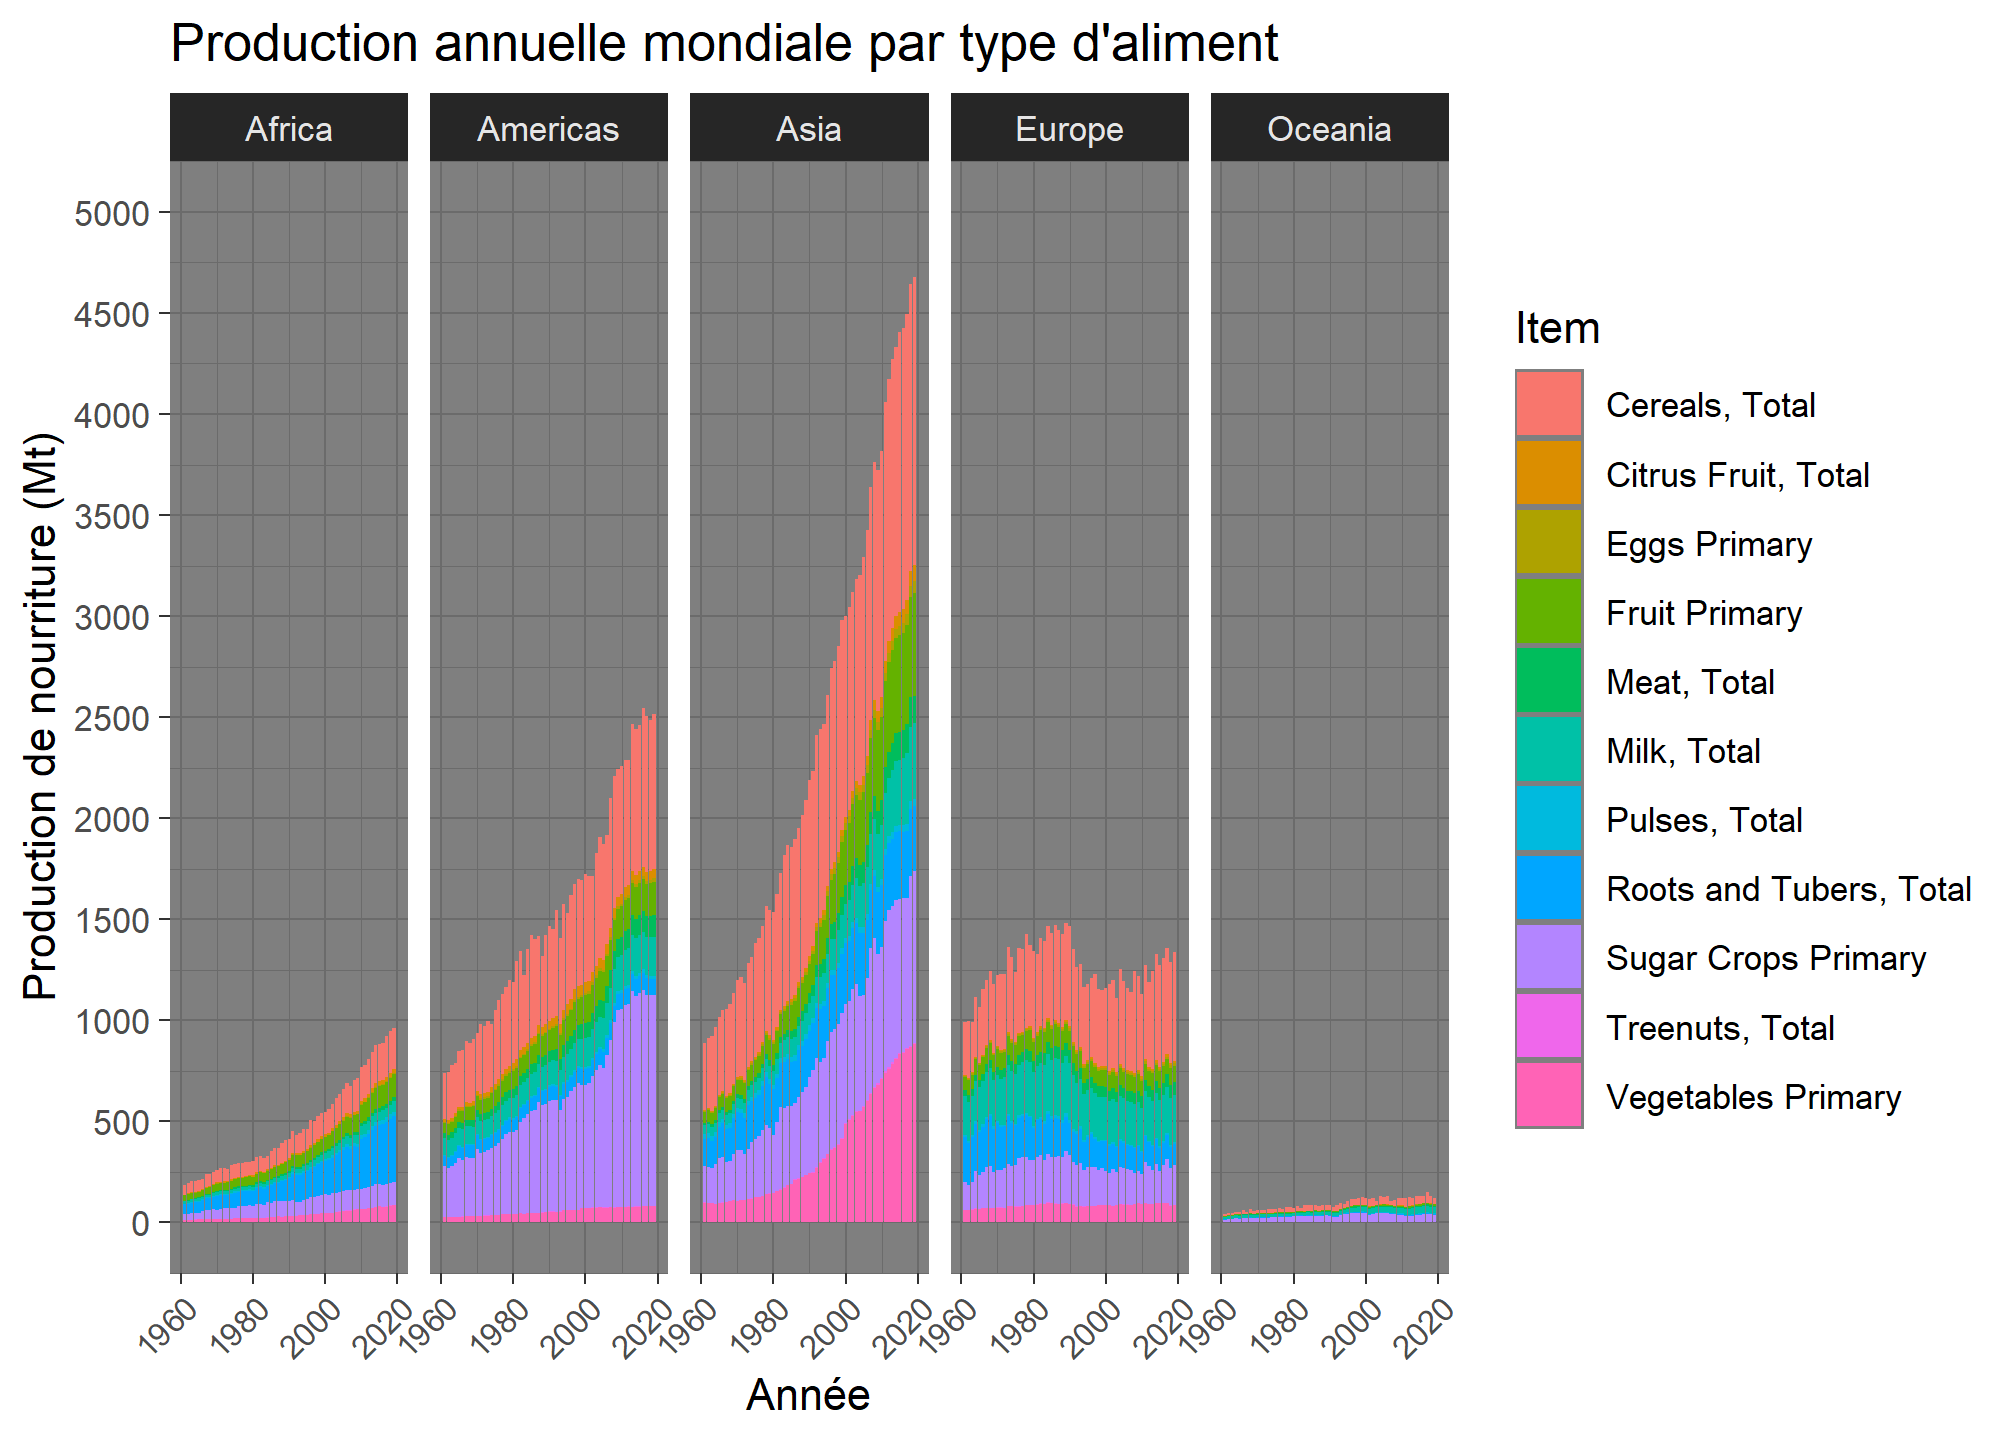 Production annuelle mondiale par type d'aliment
Africa
Americas
Asia
Europe
Oceania
Production de nourriture (Mt)
5000
4500
4000
3500
3000
2500
2000
1500
1000
500
0
1960
1980
2000
2020
1960
1980
2000
2020
1960
1980
2000
2020
1960
1980
2000
2020
1960
1980
2000
2020
Année
Item
Cereals, Total
Citrus Fruit, Total
Eggs Primary
Fruit Primary
Meat, Total
Milk, Total
Pulses, Total
Roots and Tubers, Total
Sugar Crops Primary
Treenuts, Total
Vegetables Primary